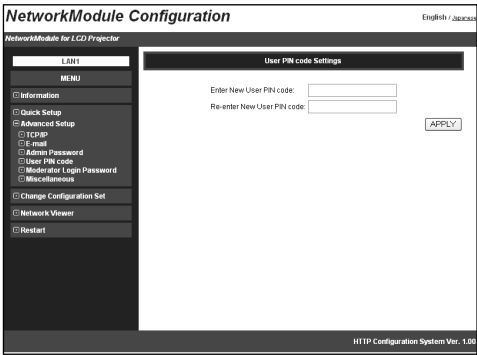 NetworkModule Configuration
English / Japanese
NetworkModule for LCD Projector
LAN1
MENU
Information
Quick Setup
Advanced Setup
TCP/IP
E-mail
Admin Password
User PIN code
Moderator Login Password
Miscellaneous
Change Configuration Set
Network Viewer
Restart
User PIN code Settings
Enter New User PIN code:
Re-enter New User PIN code:
APPLY
HTTP Configuration System Ver. 1.00